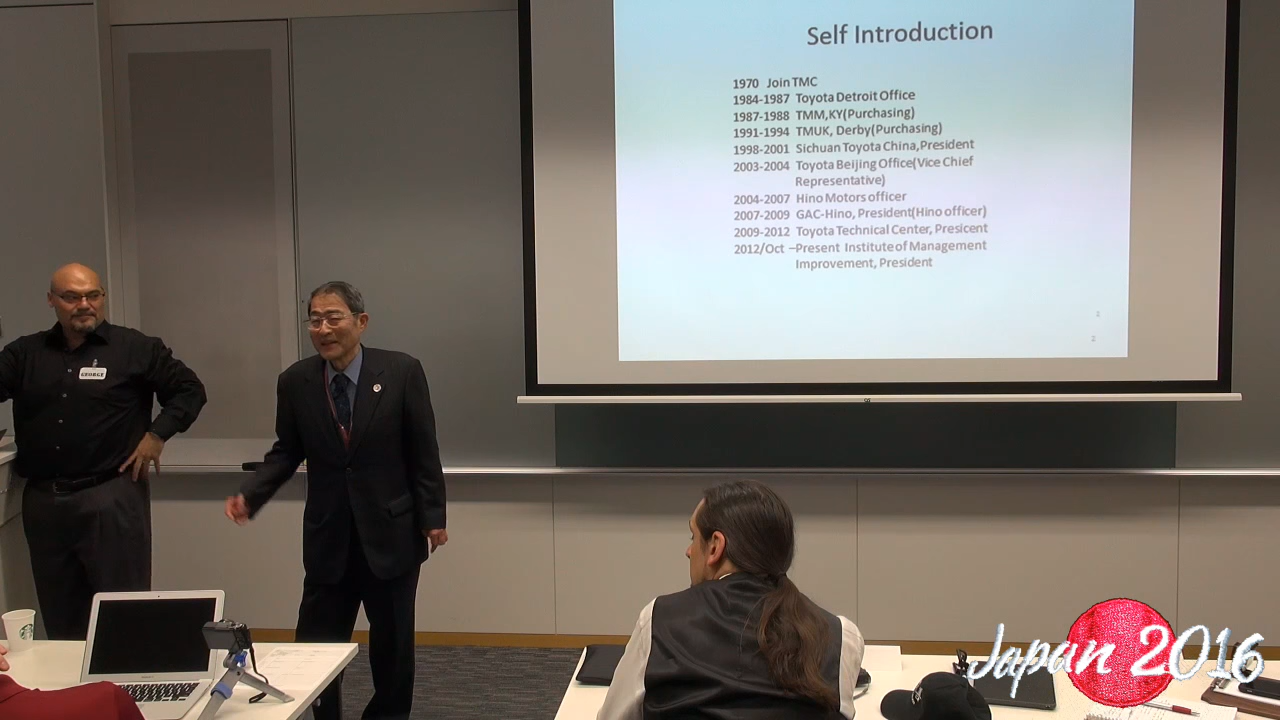 Self Introduction
1970 Join TMC
1984-1987 Toyota Detroit Office
1987-1988 TMM,KY(Purchasing)
1991-1994 TMUK, Derby(Purchasing)
1998-2001 Sichuan Toyota China,President
2003-2004 Toyota Beijing Office(Vice Chief
Representative)
2004-2007 Hino Motors officer
2007-2009 GAC-Hino, President(Hino officer)
2009-2012 Toyota Technical Center, Presicent
2012/Oct –Present Institute of Management
Improvement, President
2
2
GEORGE
Japan 2016